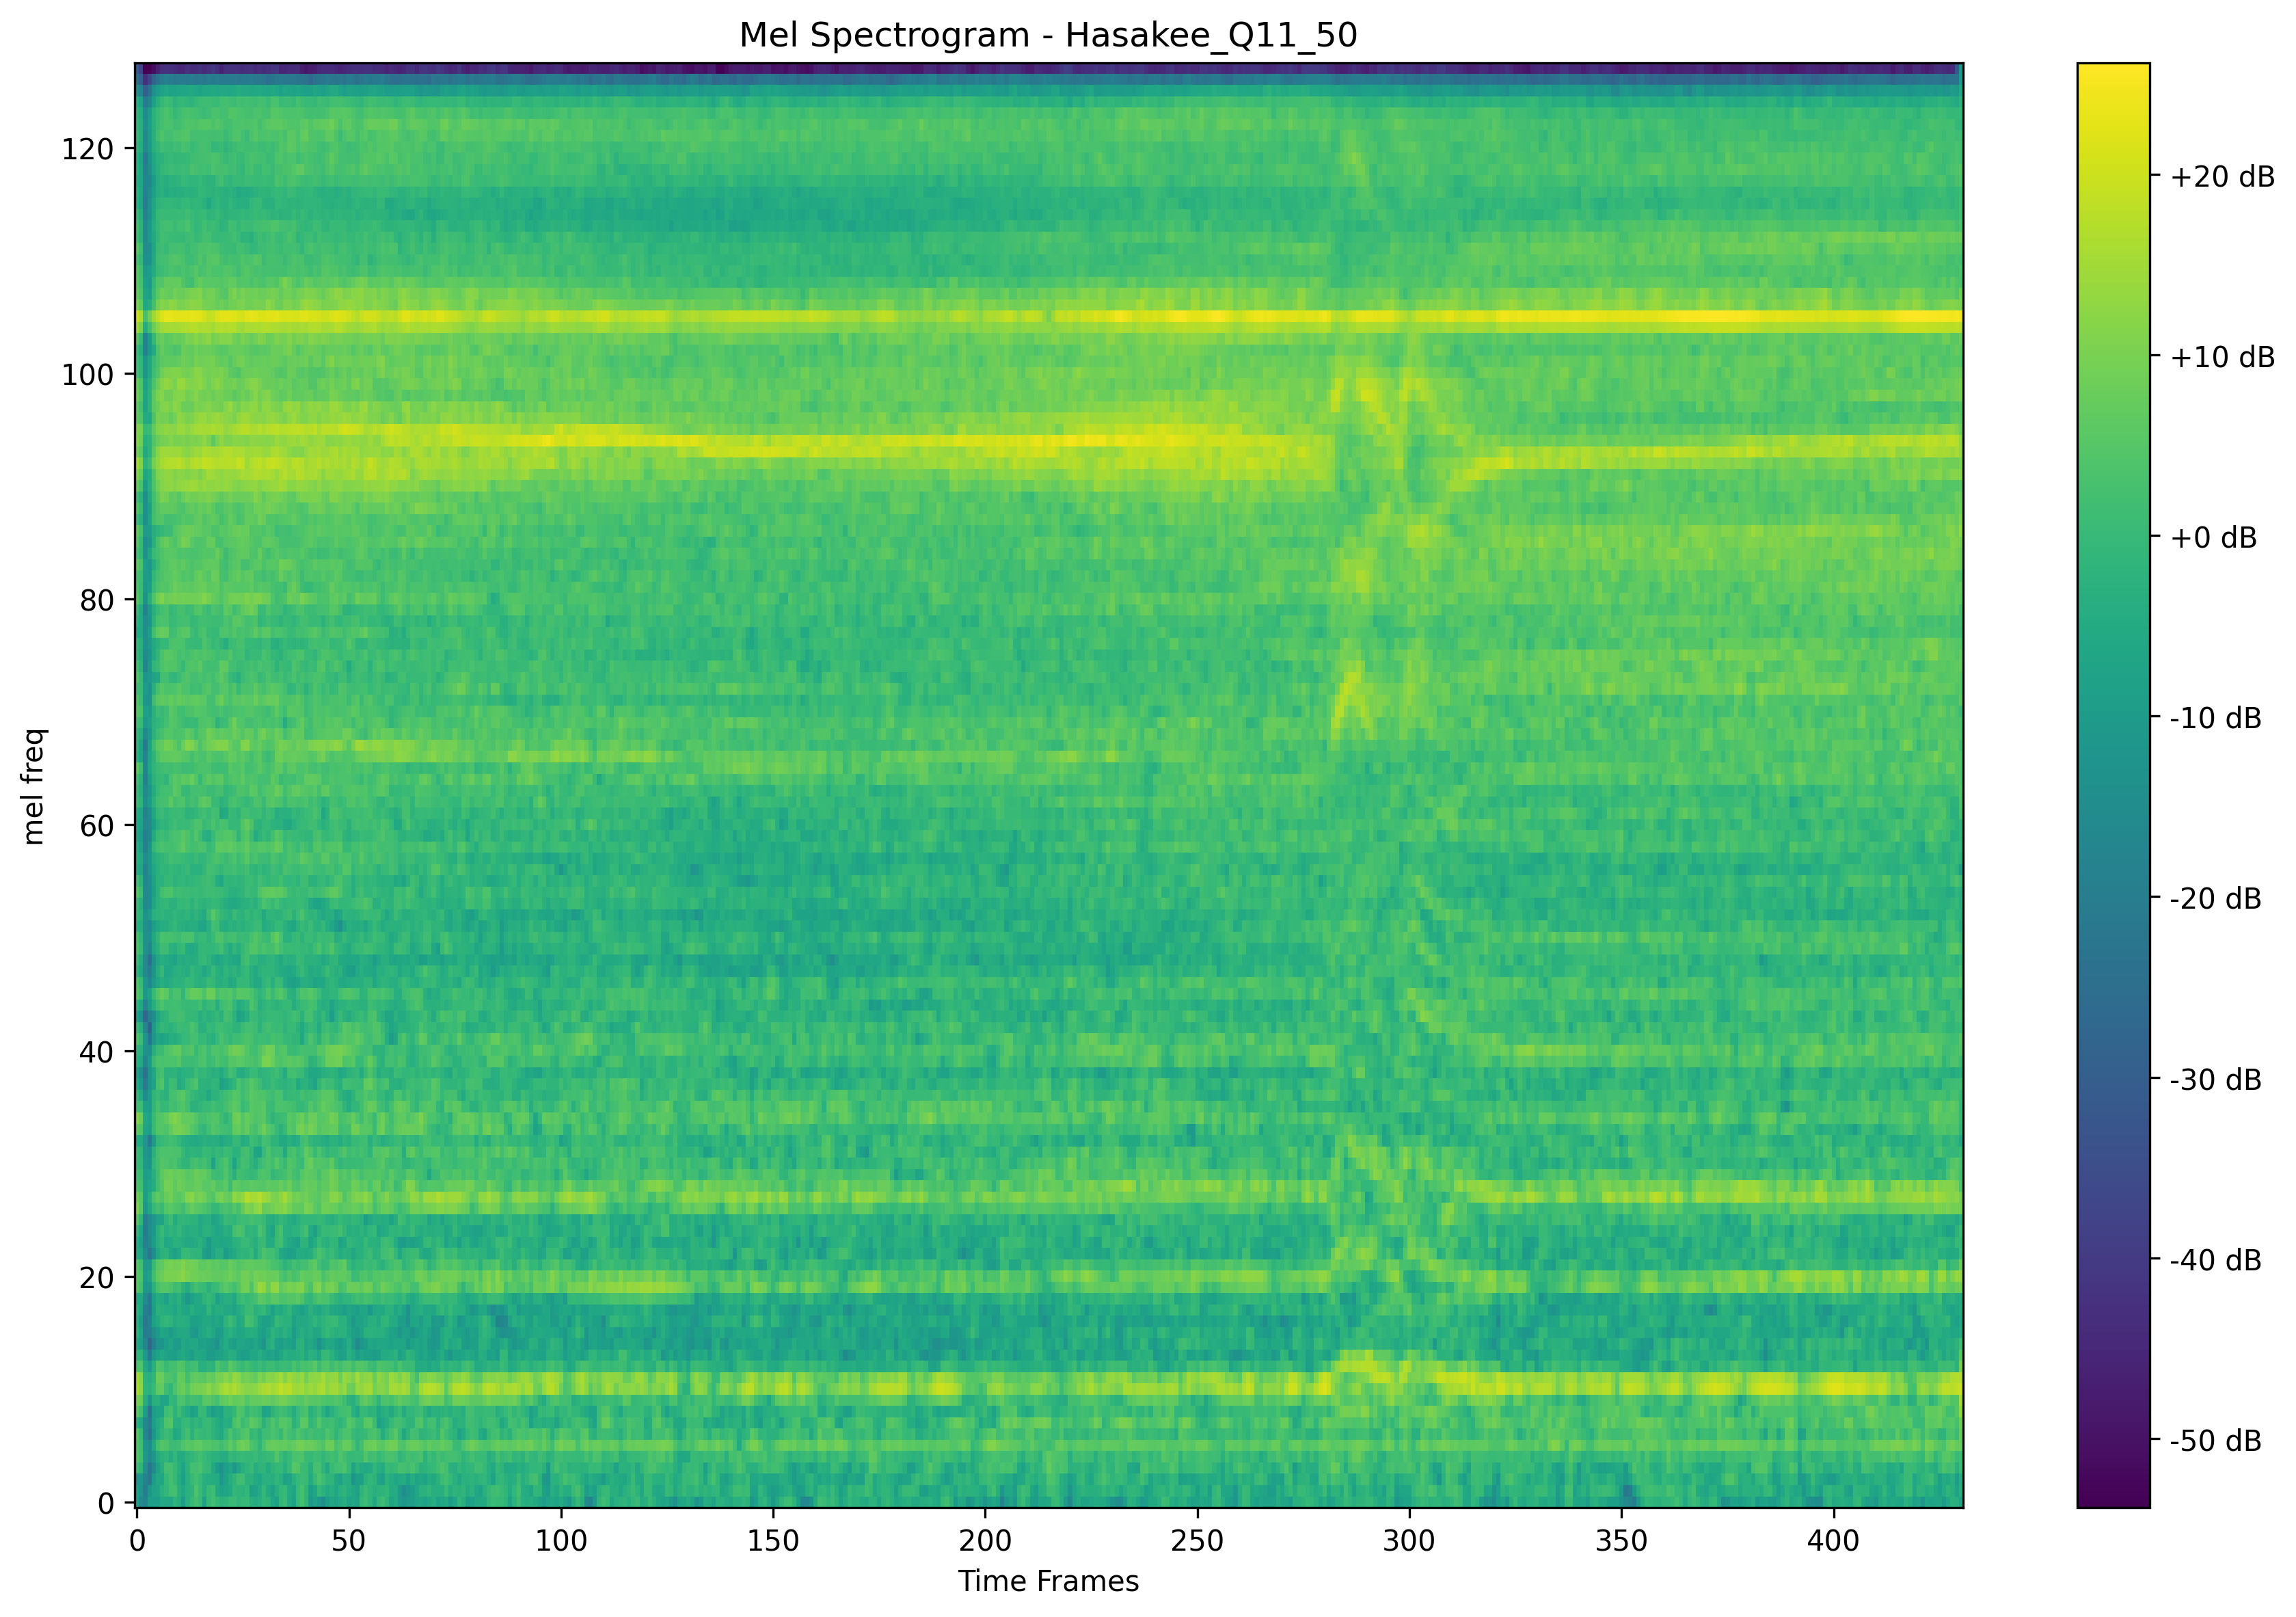 Mel Spectrogram - Hasakee_Q11_50
mel freq
120
100
80
60
40
20
0
0 50 100 150 200 250 300 350 400
Time Frames
+20 dB
+10 dB
+0 dB
-10 dB
-20 dB
-30 dB
-40 dB
-50 dB